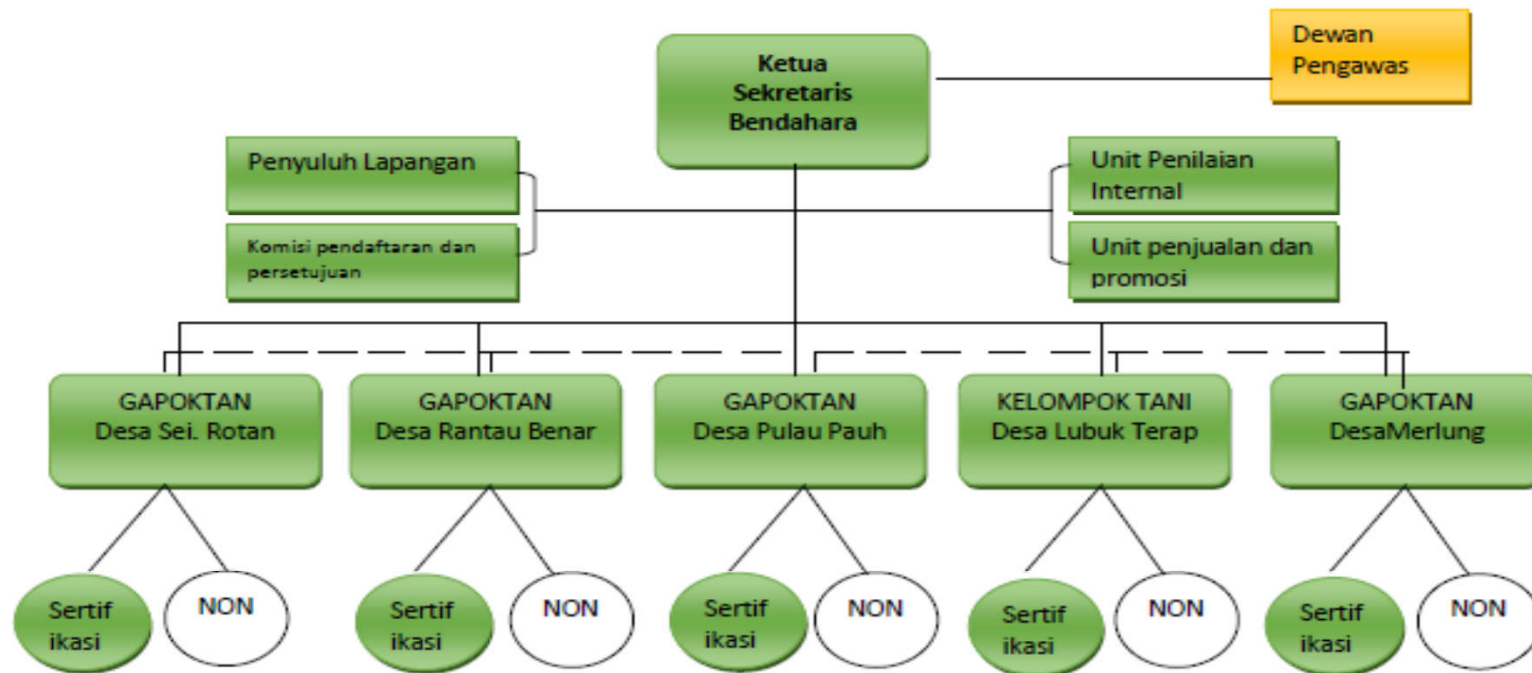 Dewan
Pengawas
Ketua
Sekretaris
Bendahara
Penyuluh Lapangan
Komisi pendaftaran dan
persetujuan
Unit Penilaian
Internal
Unit penjualan dan
promosi
GAPOKTAN
Desa Sei. Rotan
GAPOKTAN
Desa Rantau Benar
GAPOKTAN
Desa Pulau Pauh
KELOMPOK TANI
Desa Lubuk Terap
GAPOKTAN
DesaMerlung
Sertif
ikasi
NON
Sertif
ikasi
NON
Sertif
ikasi
NON
Sertif
ikasi
NON
Sertif
ikasi
NON